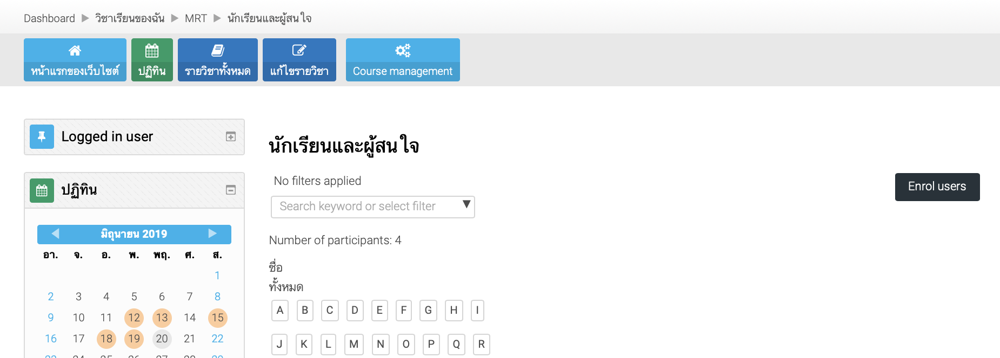 Dashboard ▶ วิชาเรียนของฉัน ▶ MRT ▶ นักเรียนและผู้สนใจ
หน้าแรกของเว็บไซต์ ปฏิทิน รายวิชาทั้งหมด แก้ไขรายวิชา Course management
Logged in user
ปฏิทิน
มิถุนายน 2019
อา. จ. อ. พ. พฤ. ศ. ส.
1
2 3 4 5 6 7 8
9 10 11 12 13 14 15
16 17 18 19 20 21 22
นักเรียนและผู้สนใจ
No filters applied
Search keyword or select filter ▼
Enrol users
Number of participants: 4
ชื่อ
ทั้งหมด
A B C D E F G H I
J K L M N O P Q R